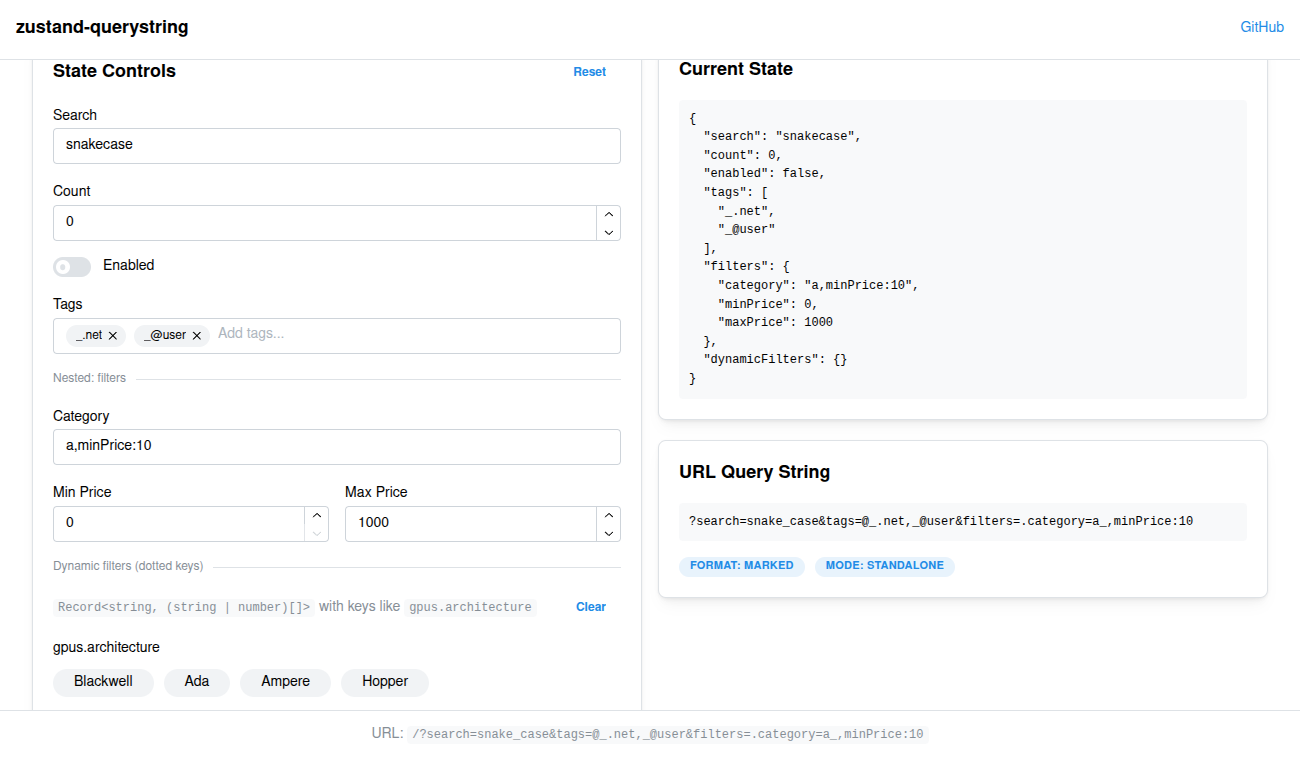 zustand-querystring
GitHub
State Controls
Reset
Search
snakecase
Count
0
Enabled
Tags
_.net
_@user
Add tags...
Nested: filters
Category
a,minPrice:10
Min Price
Max Price
0
1000
Dynamic filters (dotted keys)
Record<string, (string | number)[]> with keys like gpus.architecture
Clear
gpus.architecture
Blackwell
Ada
Ampere
Hopper
Current State
{
  "search": "snakecase",
  "count": 0,
  "enabled": false,
  "tags": [
    "_.net",
    "_@user"
  ],
  "filters": {
    "category": "a,minPrice:10",
    "minPrice": 0,
    "maxPrice": 1000
  },
  "dynamicFilters": {}
}
URL Query String
?search=snake_case&tags=@_.net,_@user&filters=.category=a_,minPrice:10
FORMAT: MARKED
MODE: STANDALONE
URL: /?search=snake_case&tags=@_.net,_@user&filters=.category=a_,minPrice:10